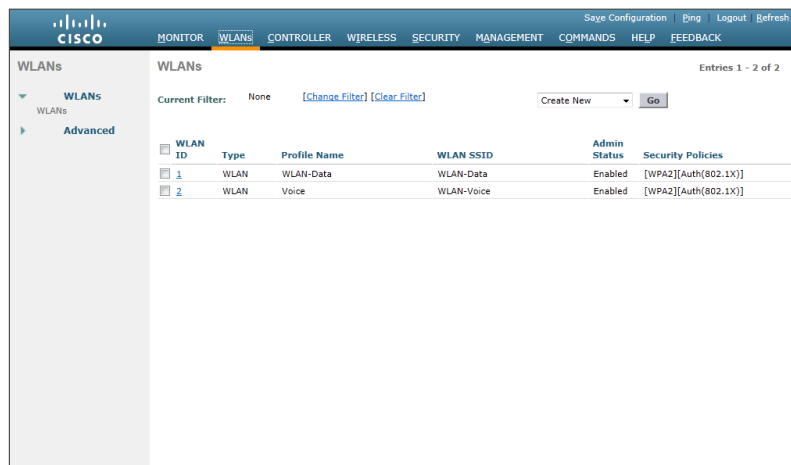 Save Configuration | Ping | Logout | Refresh
CISCO
MONITOR WLANs CONTROLLER WIRELESS SECURITY MANAGEMENT COMMANDS HELP FEEDBACK
WLANs
WLANs
WLANs
Advanced
WLANs
Entries 1 - 2 of 2
Current Filter: None [Change Filter] [Clear Filter] Create New Go
WLAN ID Type Profile Name WLAN SSID Admin Status Security Policies
1 WLAN WLAN-Data WLAN-Data Enabled [WPA2][Auth(802.1X)]
2 WLAN Voice WLAN-Voice Enabled [WPA2][Auth(802.1X)]